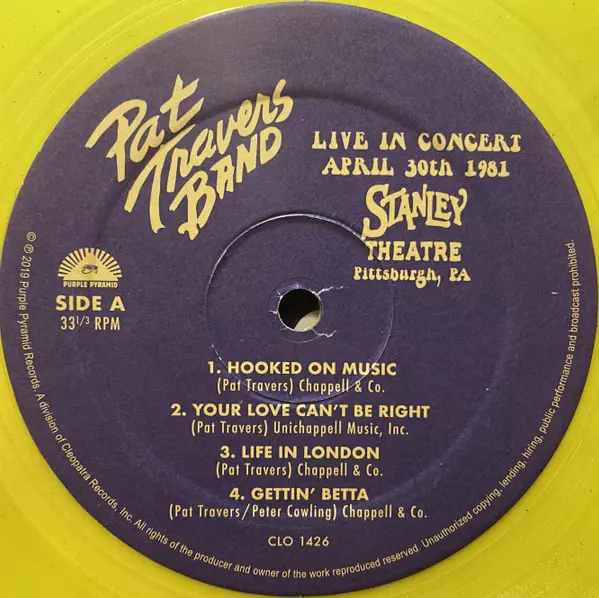 Pat
Travers
BAND
LIVE IN CONCERT
APRIL 30th 1981
STANLEY
THEATRE
Pittsburgh, PA
PURPLE PYRAMID
SIDE A
33 1/3 RPM
1. HOOKED ON MUSIC
(Pat Travers) Chappell & Co.
2. YOUR LOVE CAN'T BE RIGHT
(Pat Travers) Unichappell Music, Inc.
3. LIFE IN LONDON
(Pat Travers) Chappell & Co.
4. GETTIN' BETTA
(Pat Travers/Peter Cowling) Chappell & Co.
CLO 1426
© ℗ 2019 Purple Pyramid Records. A division of Cleopatra Records, Inc. All rights of the producer and owner of the work reproduced reserved. Unauthorized copying, lending, hiring, public performance and broadcast prohibited.